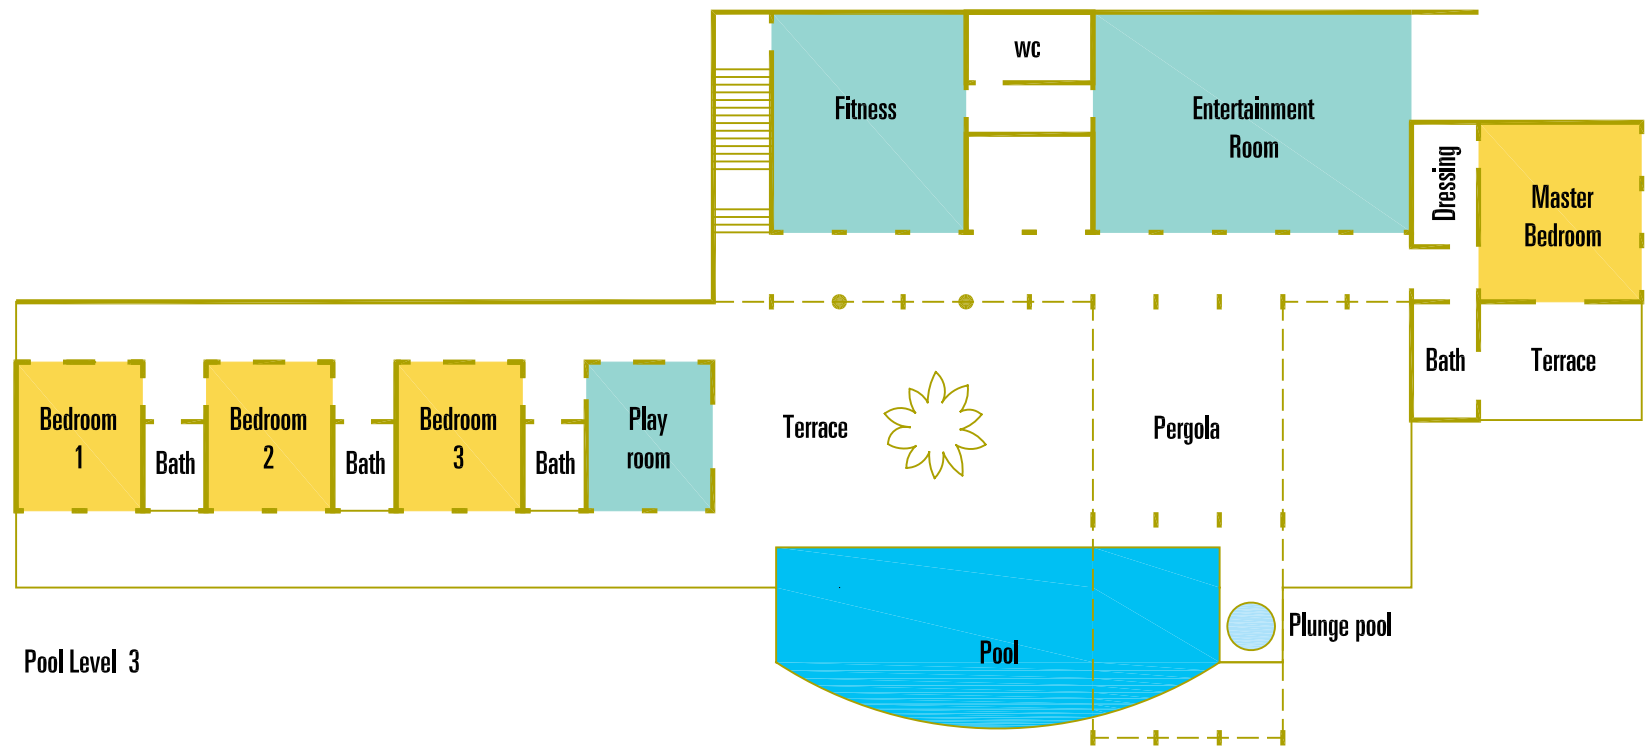 wc
Fitness
Entertainment
Room
Dressing
Master
Bedroom
Bath
Terrace
Bedroom
1
Bath
Bedroom
2
Bath
Bedroom
3
Bath
Play
room
Terrace
Pergola
Plunge pool
Pool
Pool Level 3